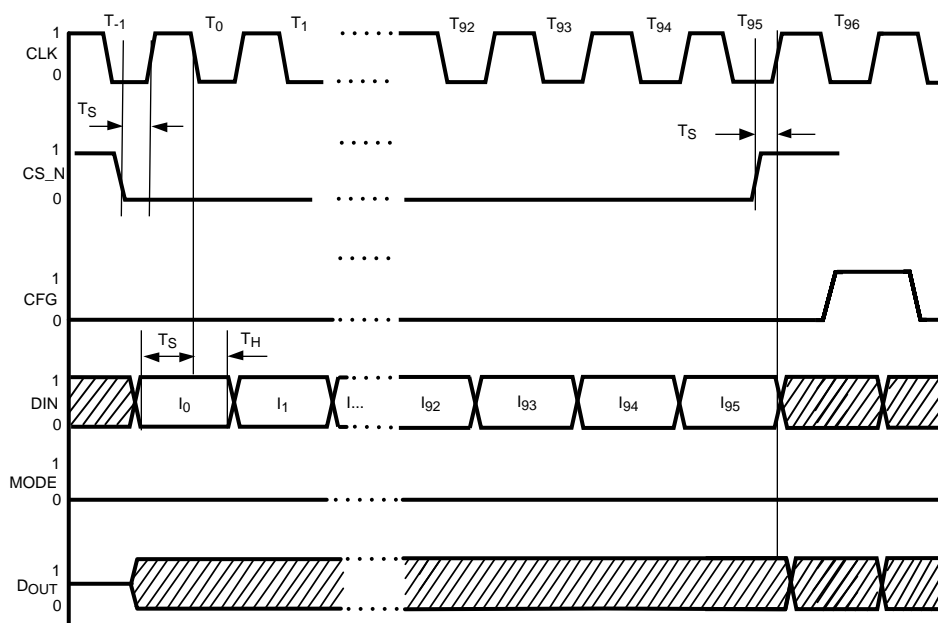 T-1 T0 T1 T92 T93 T94 T95 T96
1
CLK
0
TS TS
1
CS_N
0
1
CFG
0
TS TH
1
DIN
0
I0 I1 I... I92 I93 I94 I95
1
MODE
0
1
DOUT
0